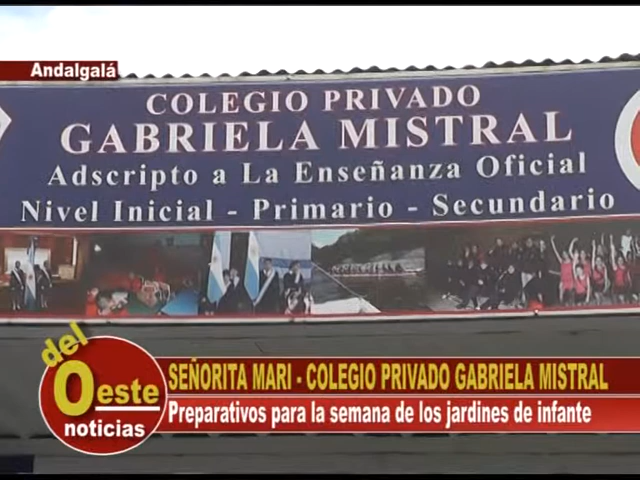 Andalgalá
COLEGIO PRIVADO
GABRIELA MISTRAL
Adscripto a La Enseñanza Oficial
Nivel Inicial - Primario - Secundario
del
Oeste
noticias
SEÑORITA MARI - COLEGIO PRIVADO GABRIELA MISTRAL
Preparativos para la semana de los jardines de infante